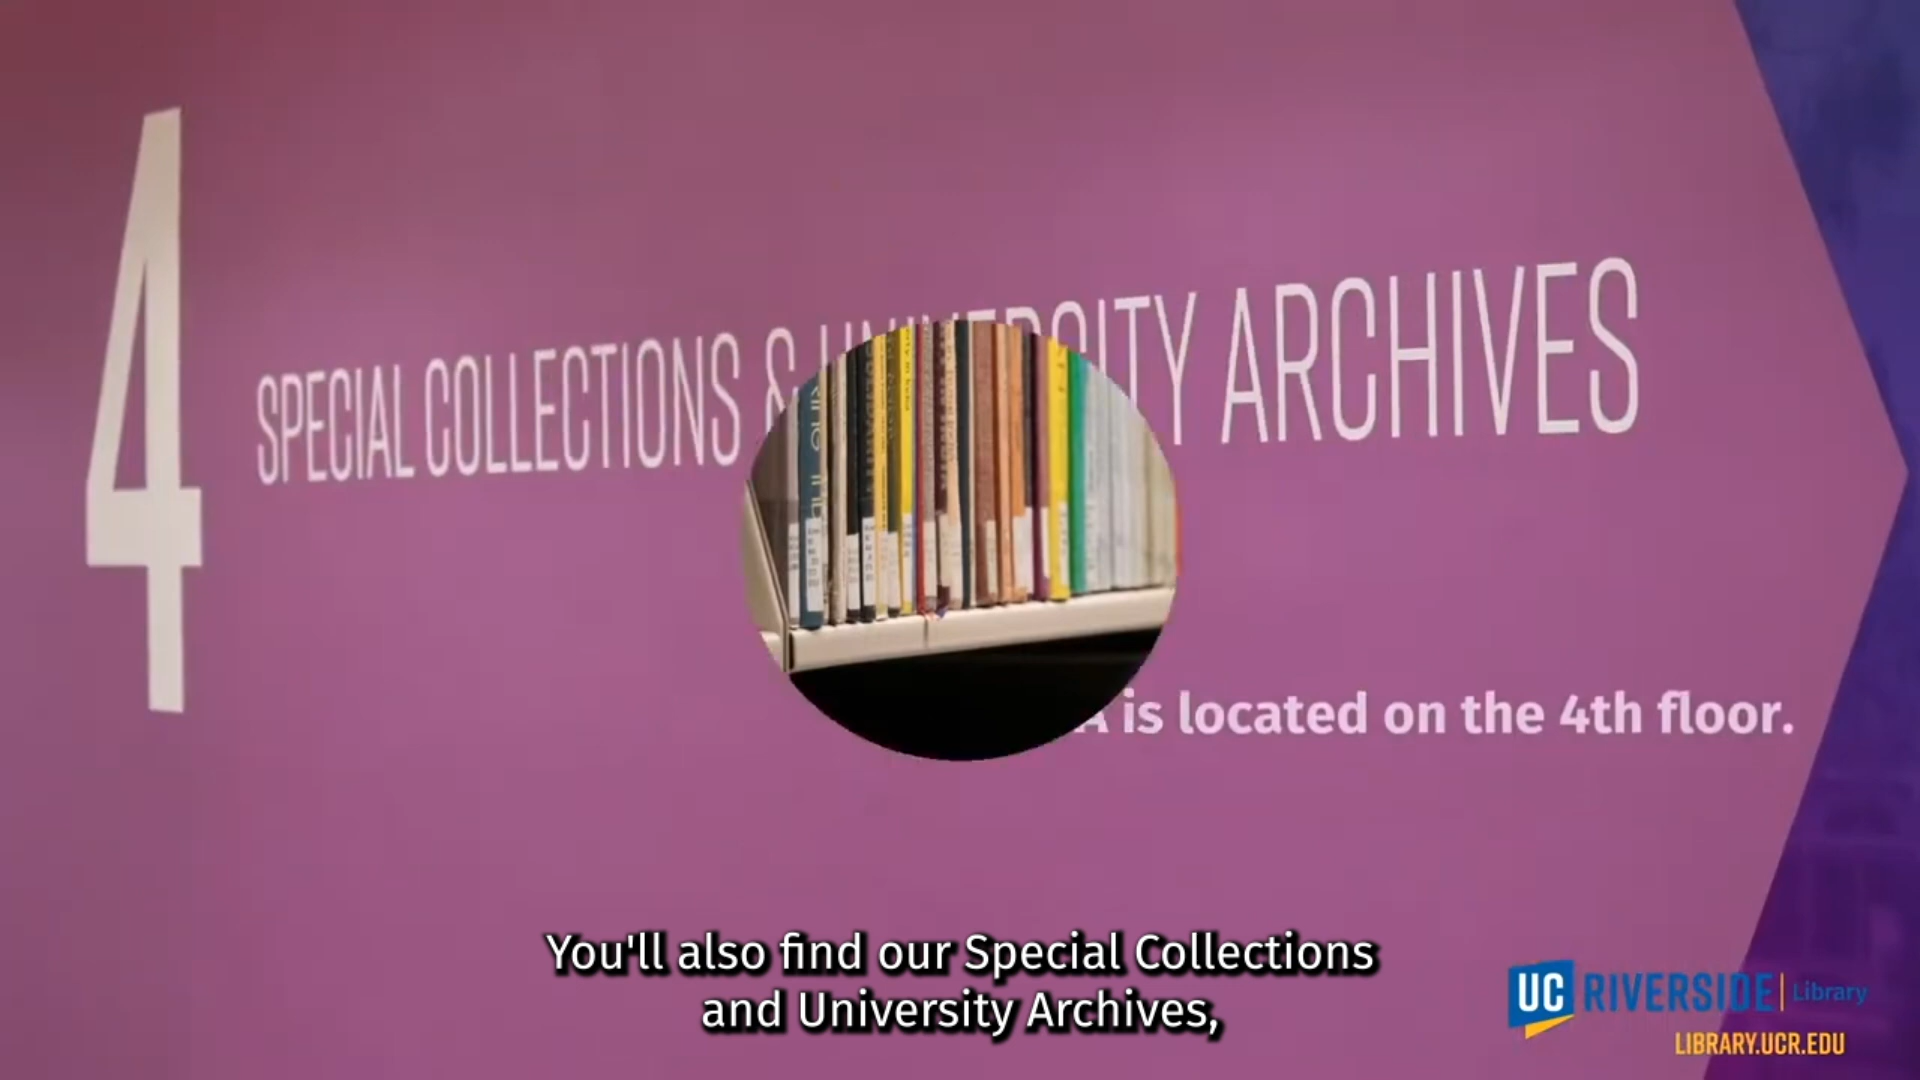 4
SPECIAL COLLECTIONS & UNIVERSITY ARCHIVES
is located on the 4th floor.
You'll also find our Special Collections
and University Archives,
UC RIVERSIDE | Library
LIBRARY.UCR.EDU